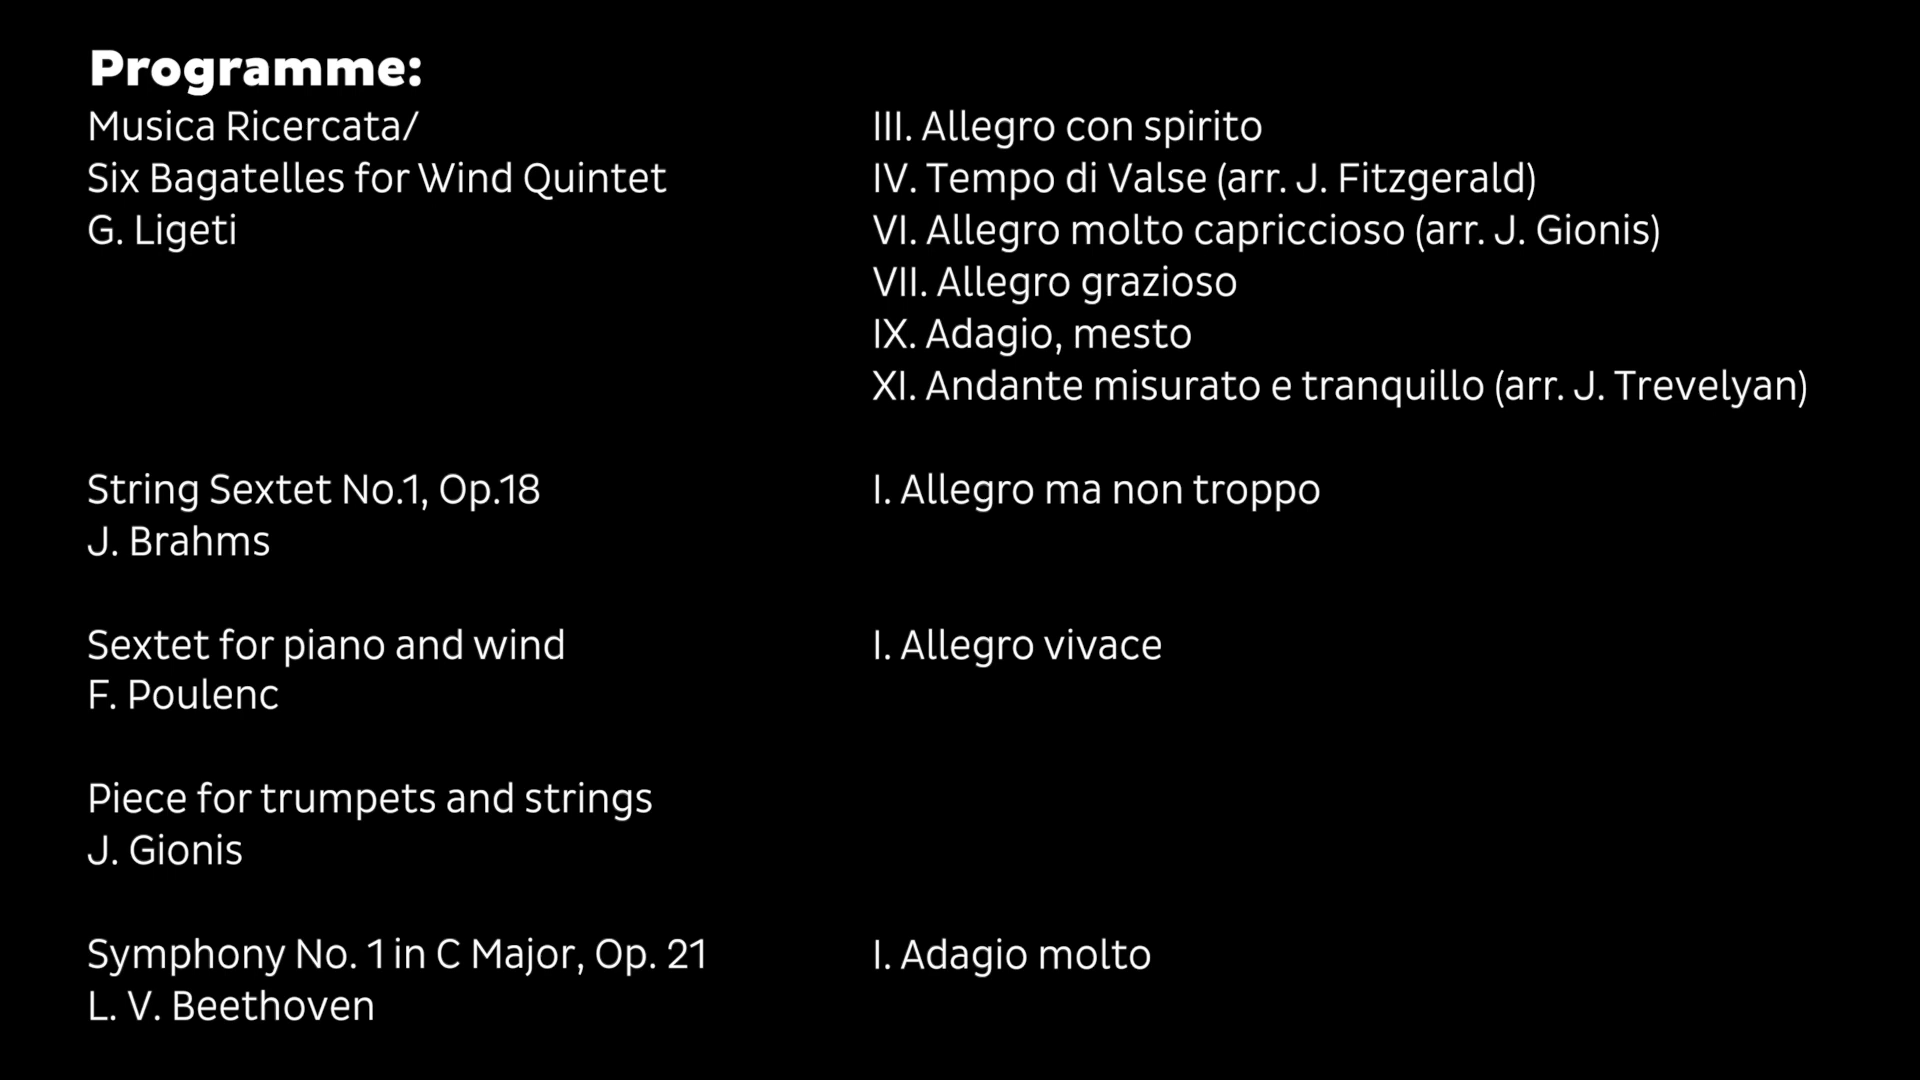 Programme:
Musica Ricercata/
Six Bagatelles for Wind Quintet
G. Ligeti
III. Allegro con spirito
IV. Tempo di Valse (arr. J. Fitzgerald)
VI. Allegro molto capriccioso (arr. J. Gionis)
VII. Allegro grazioso
IX. Adagio, mesto
XI. Andante misurato e tranquillo (arr. J. Trevelyan)
String Sextet No.1, Op.18
J. Brahms
I. Allegro ma non troppo
Sextet for piano and wind
F. Poulenc
I. Allegro vivace
Piece for trumpets and strings
J. Gionis
Symphony No. 1 in C Major, Op. 21
L. V. Beethoven
I. Adagio molto